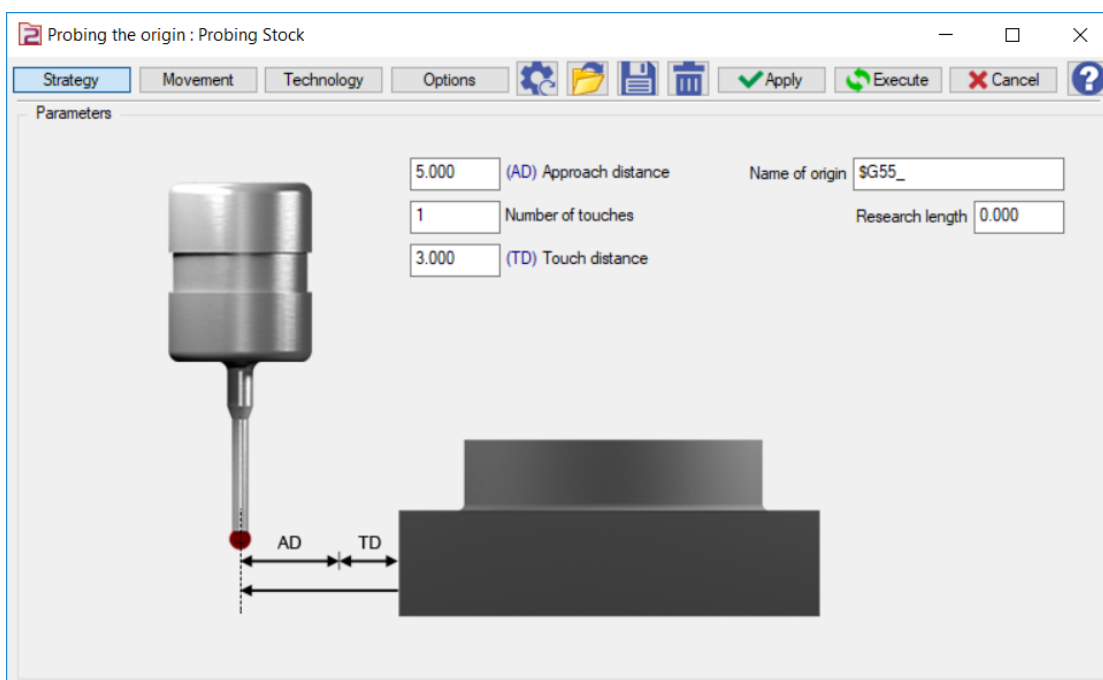 Probing the origin : Probing Stock
Strategy Movement Technology Options Apply Execute Cancel ?
Parameters
5.000 (AD) Approach distance Name of origin $G55_
1 Number of touches Research length 0.000
3.000 (TD) Touch distance
AD TD